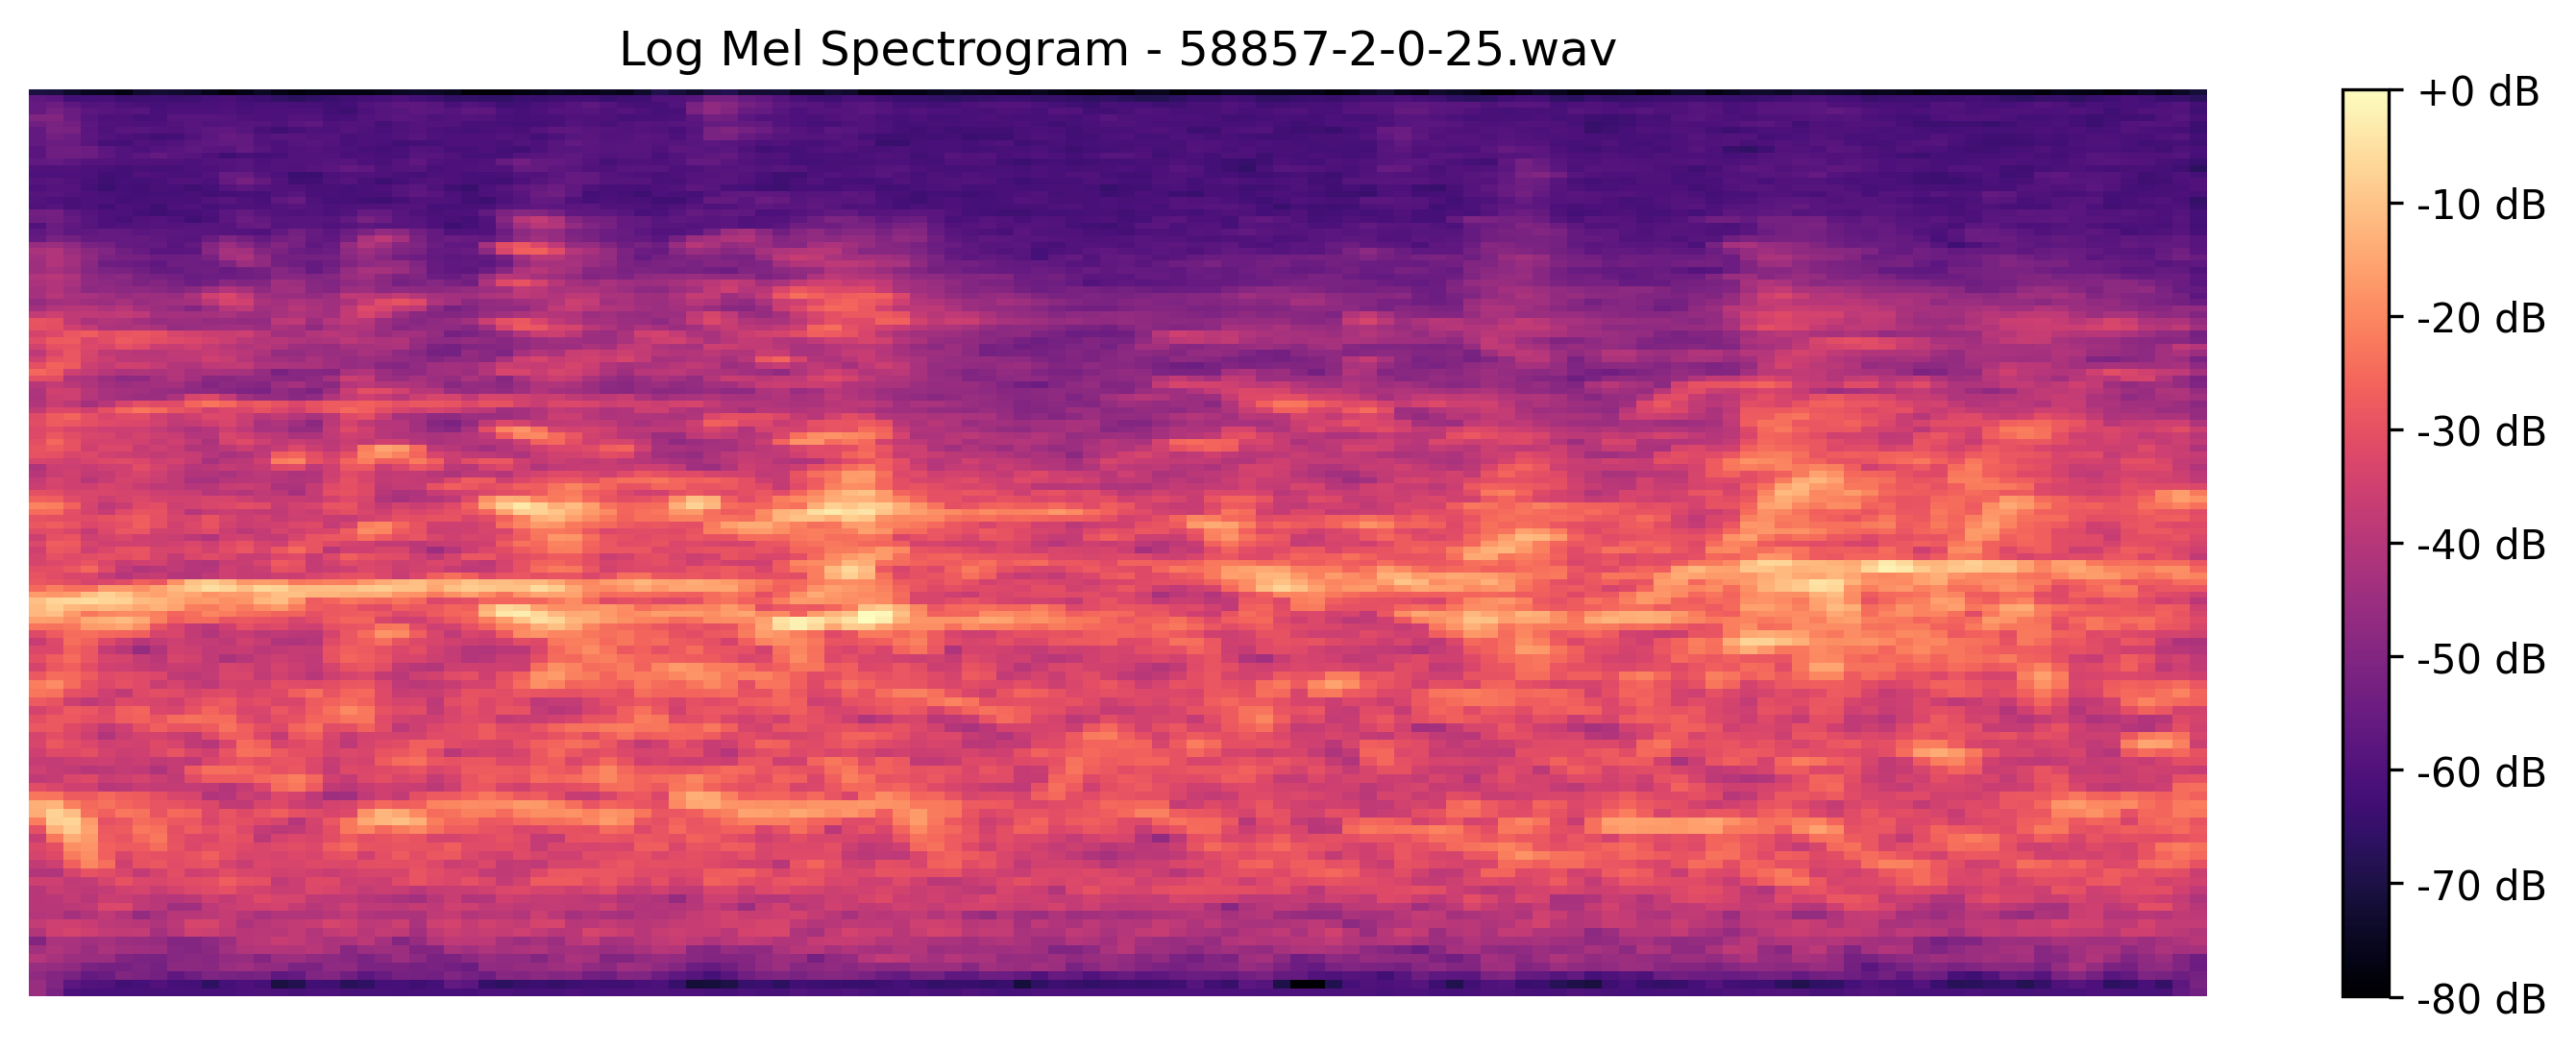 Log Mel Spectrogram - 58857-2-0-25.wav
+0 dB
-10 dB
-20 dB
-30 dB
-40 dB
-50 dB
-60 dB
-70 dB
-80 dB